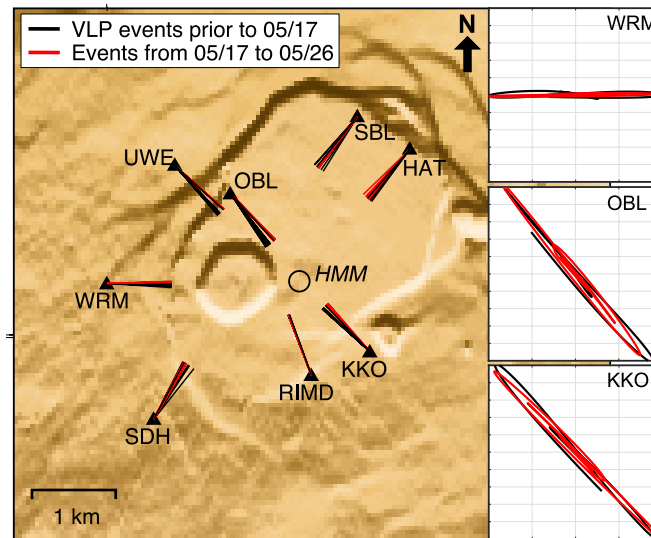 VLP events prior to 05/17
Events from 05/17 to 05/26
N
WRM
SBL
UWE
HAT
OBL
OBL
HMM
WRM
KKO
KKO
RIMD
SDH
1 km